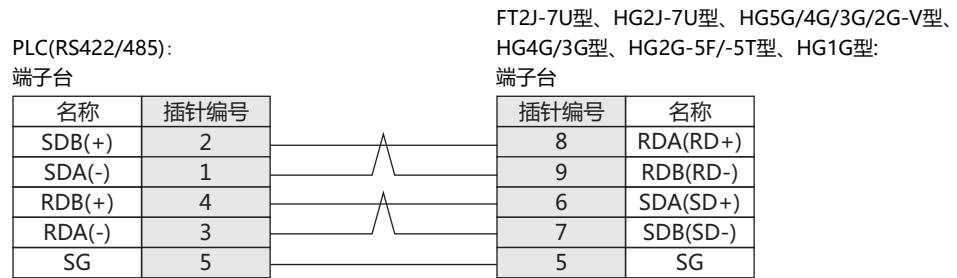 FT2J-7U型、HG2J-7U型、HG5G/4G/3G/2G-V型、
PLC(RS422/485)：
HG4G/3G型、HG2G-5F/-5T型、HG1G型:
端子台
端子台
名称 插针编号 插针编号 名称
SDB(+) 2 8 RDA(RD+)
SDA(-) 1 9 RDB(RD-)
RDB(+) 4 6 SDA(SD+)
RDA(-) 3 7 SDB(SD-)
SG 5 5 SG